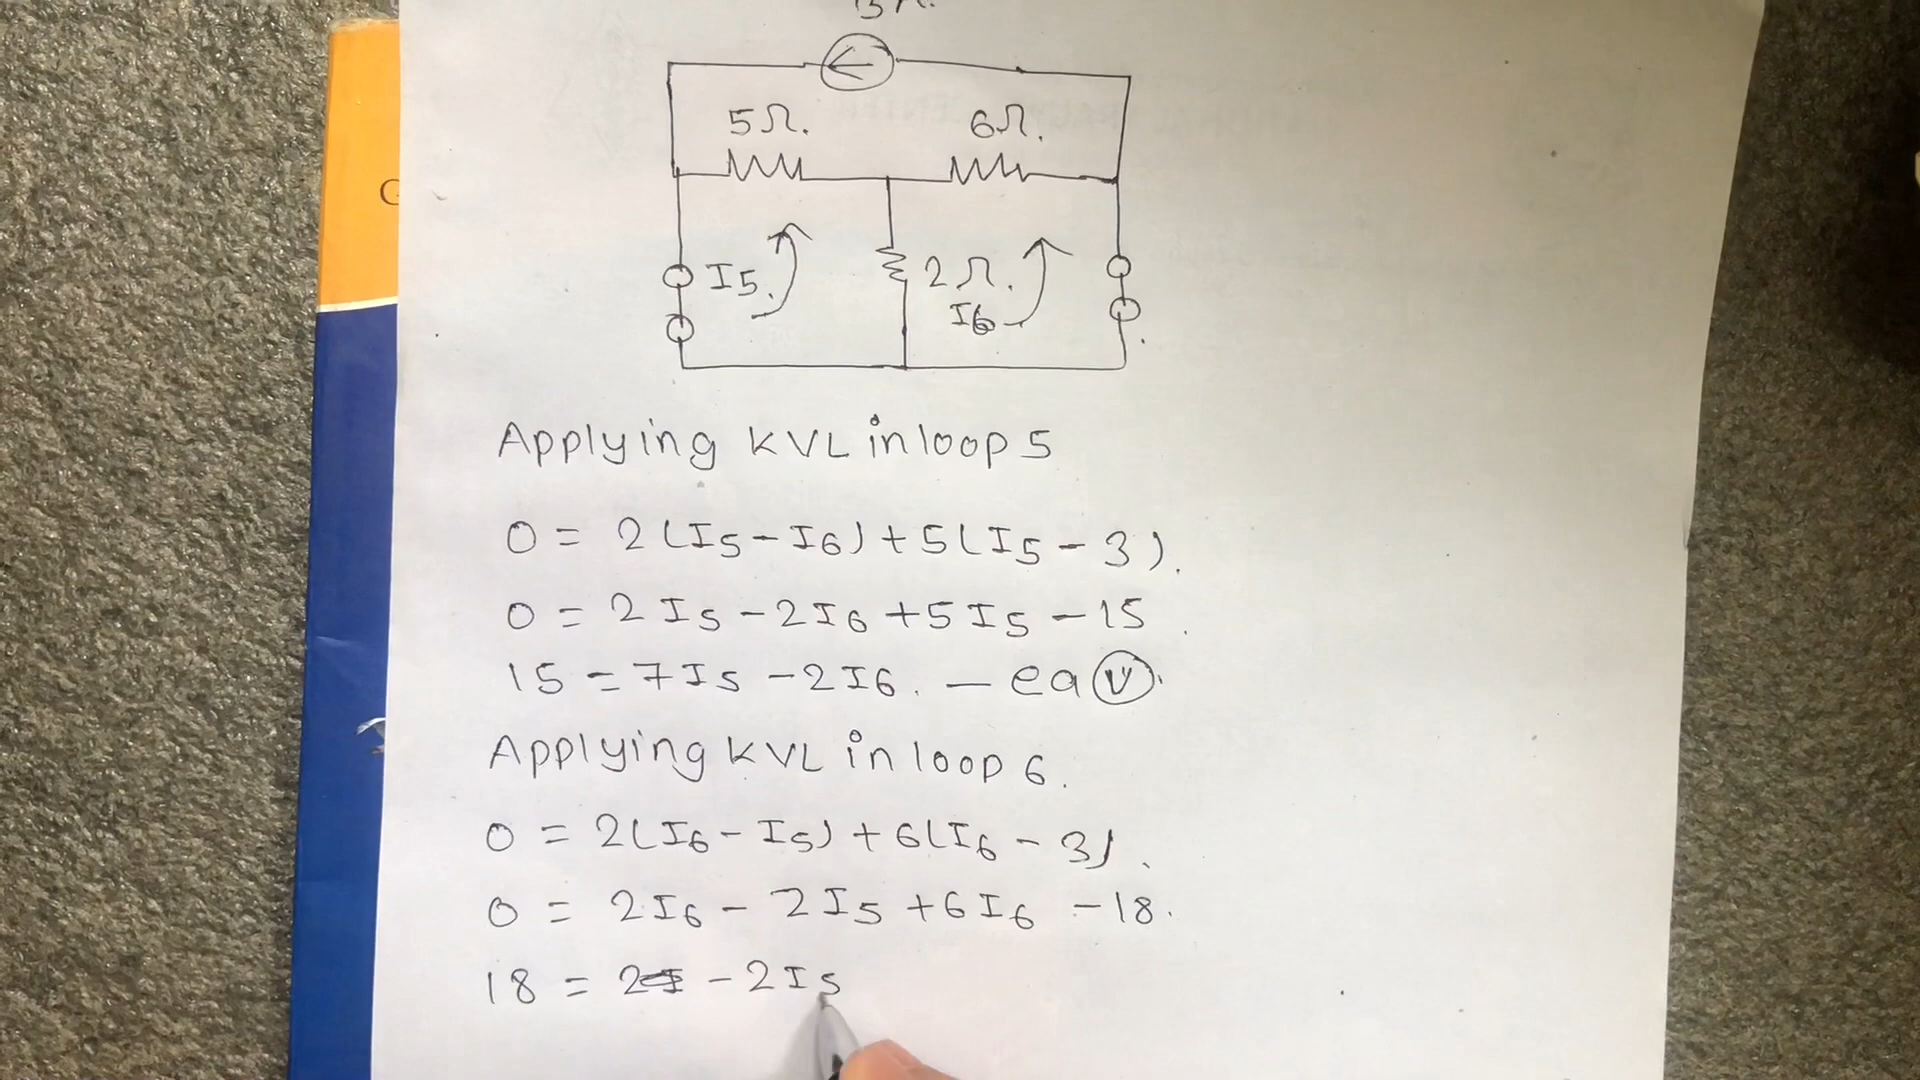 3A.
5Ω. 6Ω.
I5. 2Ω.
I6
Applying KVL in loop 5
0 = 2(I5-I6)+5(I5-3).
0 = 2I5-2I6+5I5-15.
15=7I5-2I6. - ea V.
Applying KVL in loop 6.
0 = 2(I6-I5)+6(I6-3).
0 = 2I6-2I5+6I6-18.
18 = -2I5